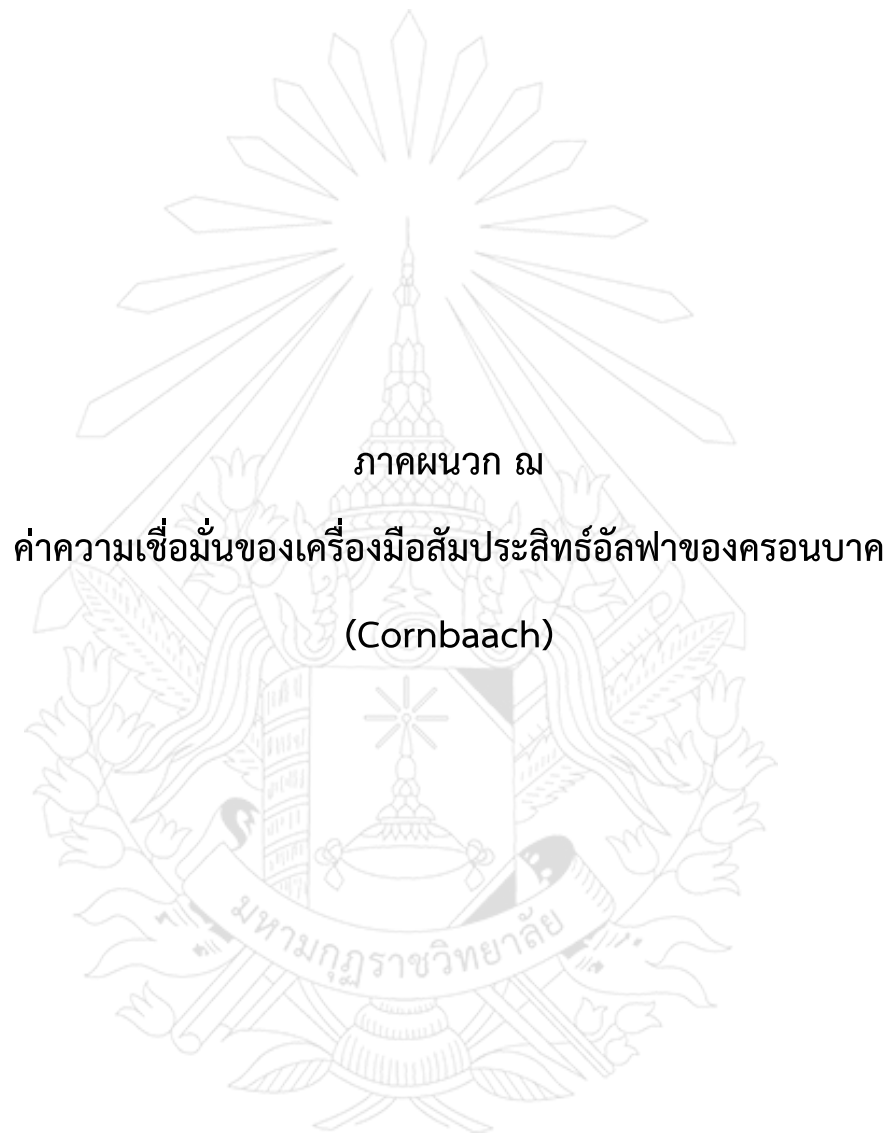 ภาคผนวก ฌ
ค่าความเชื่อมั่นของเครื่องมือสัมประสิทธ์อัลฟาของครอนบาค
(Cornbaach)
มหามกุฏราชวิทยาลัย